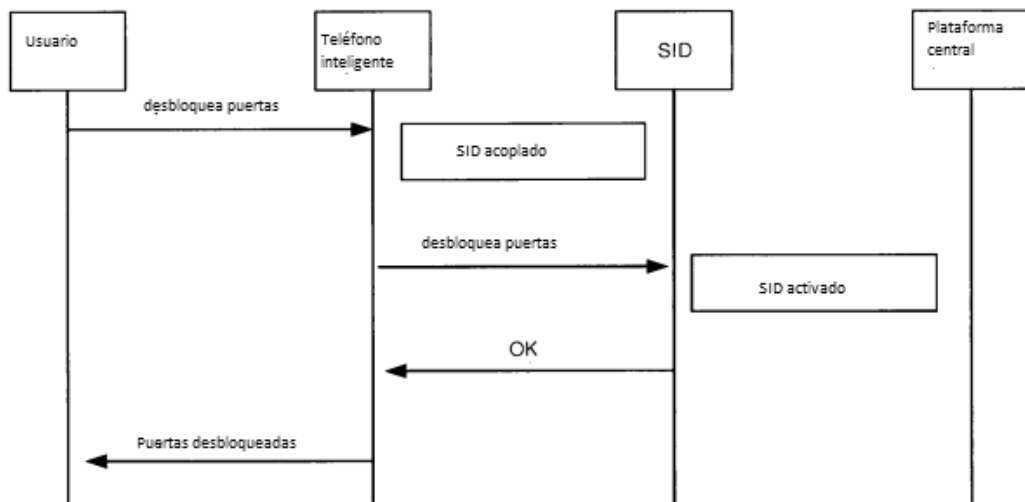 Usuario
Teléfono
inteligente
SID
Plataforma
central
desbloquea puertas
SID acoplado
desbloquea puertas
SID activado
OK
Puertas desbloqueadas